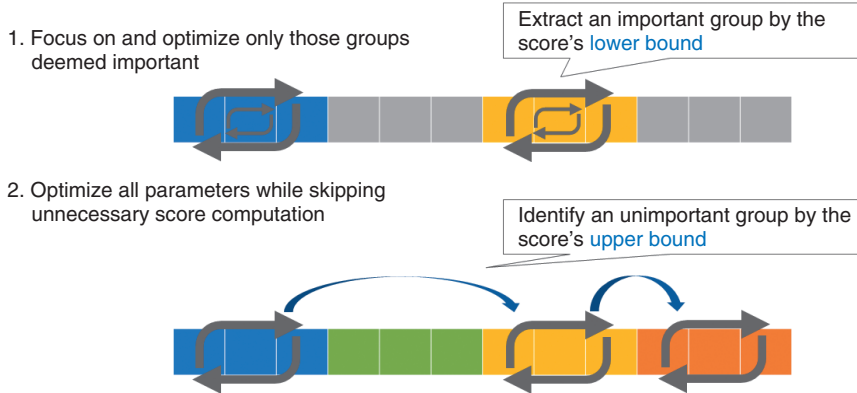 1. Focus on and optimize only those groups
deemed important
Extract an important group by the
score's lower bound
2. Optimize all parameters while skipping
unnecessary score computation
Identify an unimportant group by the
score's upper bound